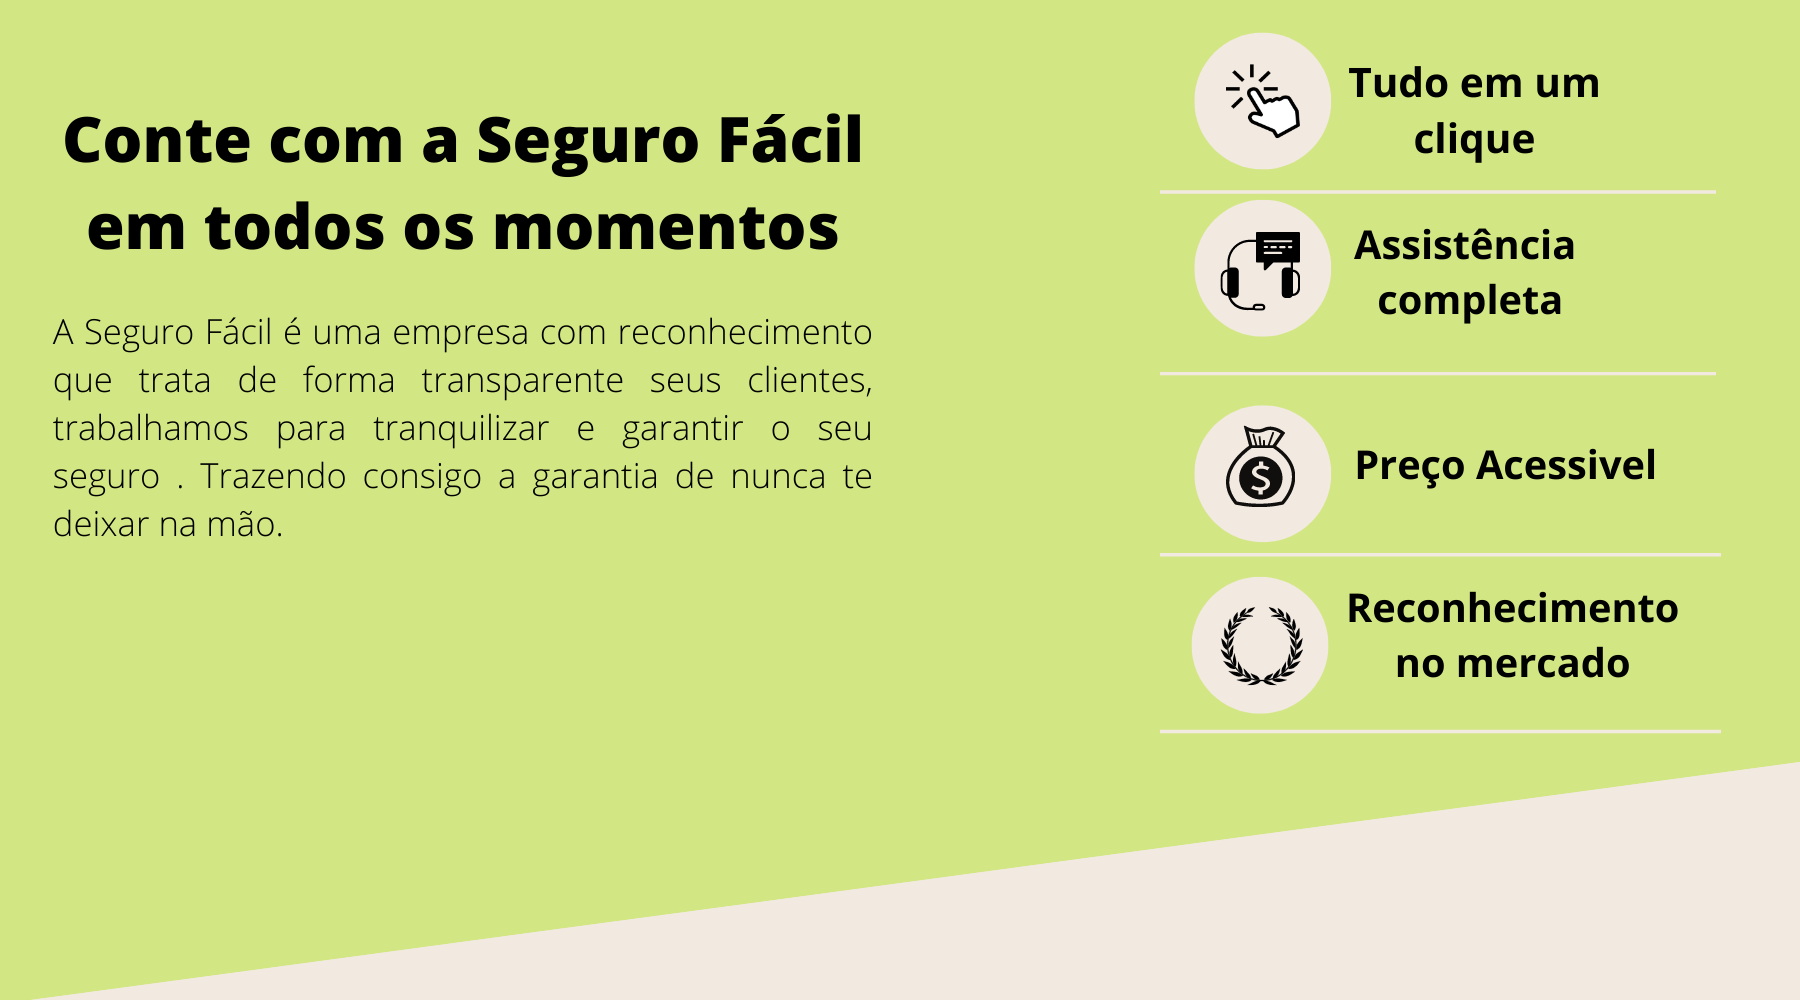 Conte com a Seguro Fácil
em todos os momentos
A Seguro Fácil é uma empresa com reconhecimento
que trata de forma transparente seus clientes,
trabalhamos para tranquilizar e garantir o seu
seguro . Trazendo consigo a garantia de nunca te
deixar na mão.
Tudo em um
clique
Assistência
completa
Preço Acessivel
Reconhecimento
no mercado